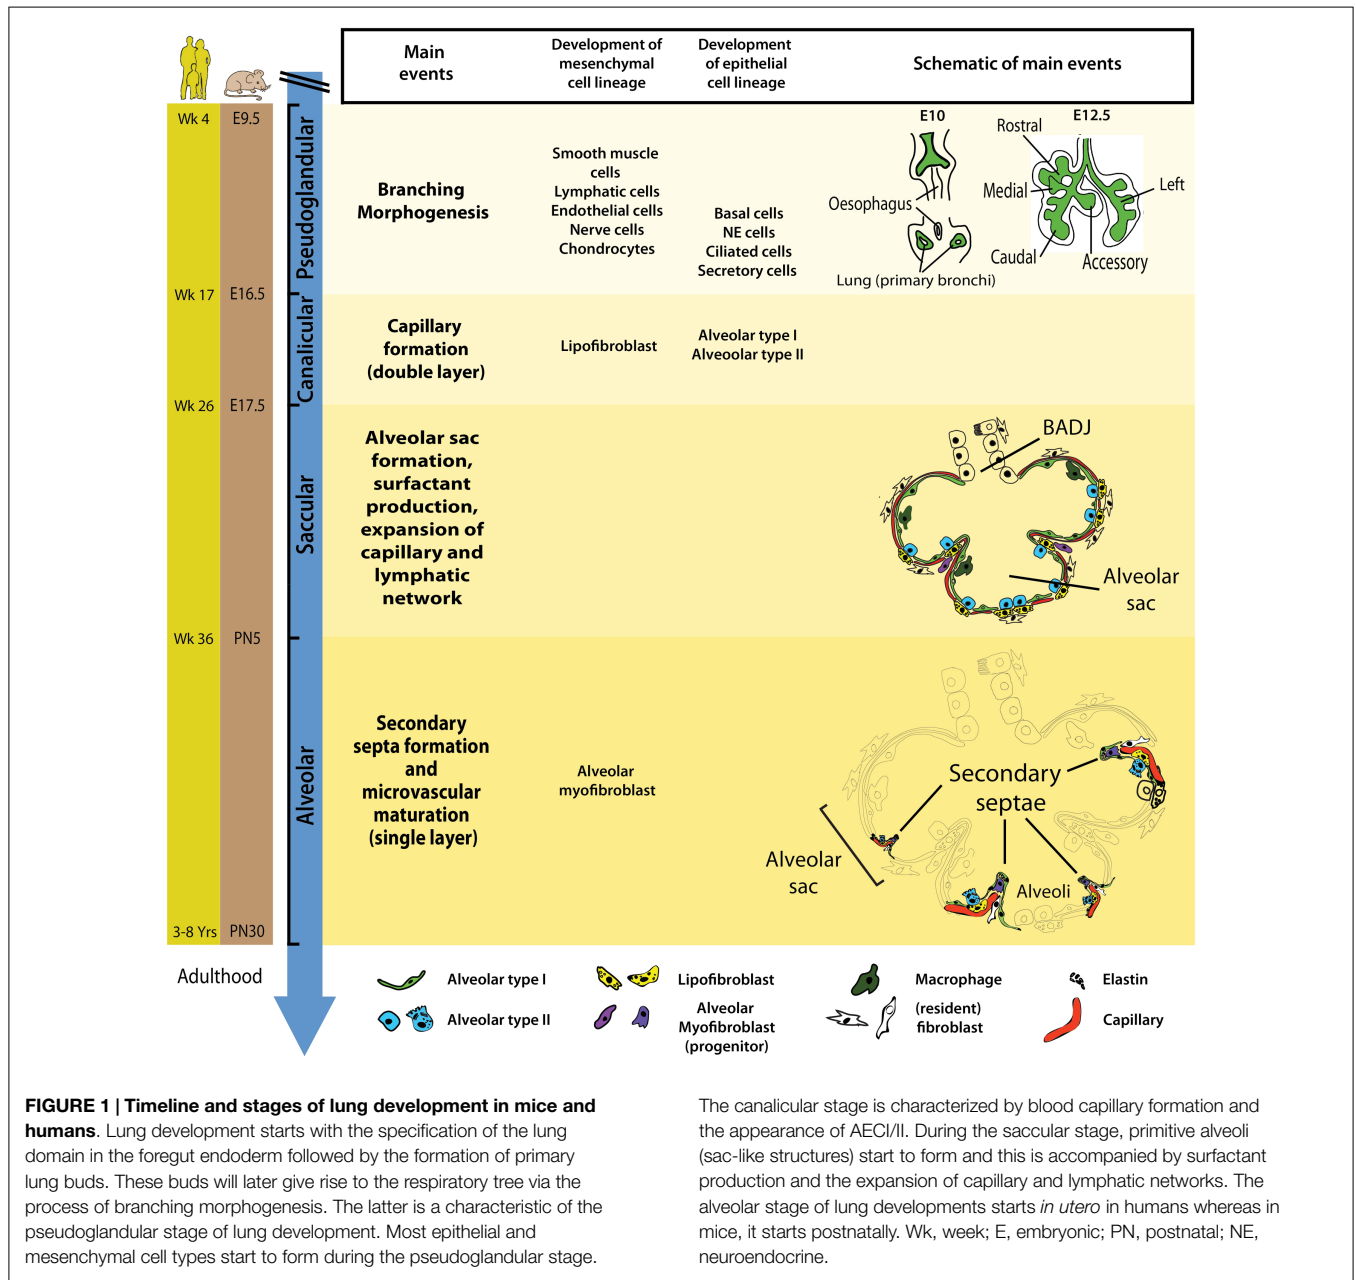 Main
events
Development of
mesenchymal
cell lineage
Development
of epithelial
cell lineage
Schematic of main events
Wk 4
E9.5
Pseudoglandular
Branching
Morphogenesis
Smooth muscle
cells
Lymphatic cells
Endothelial cells
Nerve cells
Chondrocytes
Basal cells
NE cells
Ciliated cells
Secretory cells
E10
E12.5
Rostral
Medial
Left
Oesophagus
Caudal
Accessory
Lung (primary bronchi)
Wk 17
E16.5
Canalicular
Capillary
formation
(double layer)
Lipofibroblast
Alveolar type I
Alveoolar type II
Wk 26
E17.5
Saccular
Alveolar sac
formation,
surfactant
production,
expansion of
capillary and
lymphatic
network
BADJ
Alveolar
sac
Wk 36
PN5
Alveolar
Secondary
septa formation
and
microvascular
maturation
(single layer)
Alveolar
myofibroblast
Secondary
septae
Alveolar
sac
Alveoli
3-8 Yrs
PN30
Adulthood
Alveolar type I
Lipofibroblast
Macrophage
Elastin
Alveolar type II
Alveolar
Myofibroblast
(progenitor)
(resident)
fibroblast
Capillary
FIGURE 1 | Timeline and stages of lung development in mice and
humans. Lung development starts with the specification of the lung
domain in the foregut endoderm followed by the formation of primary
lung buds. These buds will later give rise to the respiratory tree via the
process of branching morphogenesis. The latter is a characteristic of the
pseudoglandular stage of lung development. Most epithelial and
mesenchymal cell types start to form during the pseudoglandular stage.
The canalicular stage is characterized by blood capillary formation and
the appearance of AECI/II. During the saccular stage, primitive alveoli
(sac-like structures) start to form and this is accompanied by surfactant
production and the expansion of capillary and lymphatic networks. The
alveolar stage of lung developments starts in utero in humans whereas in
mice, it starts postnatally. Wk, week; E, embryonic; PN, postnatal; NE,
neuroendocrine.